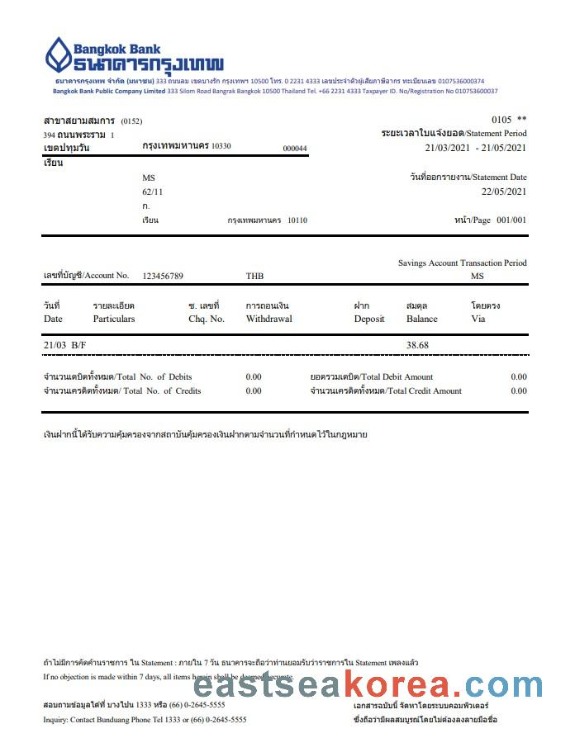 Bangkok Bank
ธนาคารกรุงเทพ
ธนาคารกรุงเทพ จำกัด (มหาชน) 333 ถนนสีลม เขตบางรัก กรุงเทพฯ 10500 โทร. 0 2231 4333 เลขประจำตัวผู้เสียภาษีอากร ทะเบียนเลข 0107536000374
Bangkok Bank Public Company Limited 333 Silom Road Bangrak Bangkok 10500 Thailand Tel. +66 2231 4333 Taxpayer ID. No/Registration No 0107536000037
สาขาสยามสมการ (0152) 0105 **
394 ถนนพระราม 1 ระยะเวลาใบแจ้งยอด/Statement Period
เขตปทุมวัน กรุงเทพมหานคร 10330 000044 21/03/2021 - 21/05/2021
เรียน
MS วันที่ออกรายงาน/Statement Date
62/11 22/05/2021
ก.
เรียน กรุงเทพมหานคร 10110 หน้า/Page 001/001
Savings Account Transaction Period
เลขที่บัญชี/Account No. 123456789 THB MS
วันที่ รายละเอียด ช. เลขที่ การถอนเงิน ฝาก สมดุล โดยตรง
Date Particulars Chq. No. Withdrawal Deposit Balance Via
21/03 B/F 38.68
จำนวนเดบิตทั้งหมด/Total No. of Debits 0.00 ยอดรวมเดบิต/Total Debit Amount 0.00
จำนวนเครดิตทั้งหมด/ Total No. of Credits 0.00 จำนวนเครดิตทั้งหมด/Total Credit Amount 0.00
เงินฝากนี้ได้รับความคุ้มครองจากสถาบันคุ้มครองเงินฝากตามจำนวนที่กำหนดไว้ในกฎหมาย
ถ้าไม่มีการคัดค้านราชการ ใน Statement : ภายใน 7 วัน ธนาคารจะถือว่าท่านยอมรับว่าราชการใน Statement เพลงแล้ว
If no objection is made within 7 days, all items herein shall be deemed accurate.
eastseakorea.com
สอบถามข้อมูลได้ที่ บางโปน 1333 หรือ (66) 0-2645-5555 เอกสารฉบับนี้ จัดหาโดยระบบคอมพิวเตอร์
Inquiry: Contact Bunduang Phone Tel 1333 or (66) 0-2645-5555 ซึ่งถือว่ามีผลสมบูรณ์โดยไม่ต้องลงลายมือชื่อ